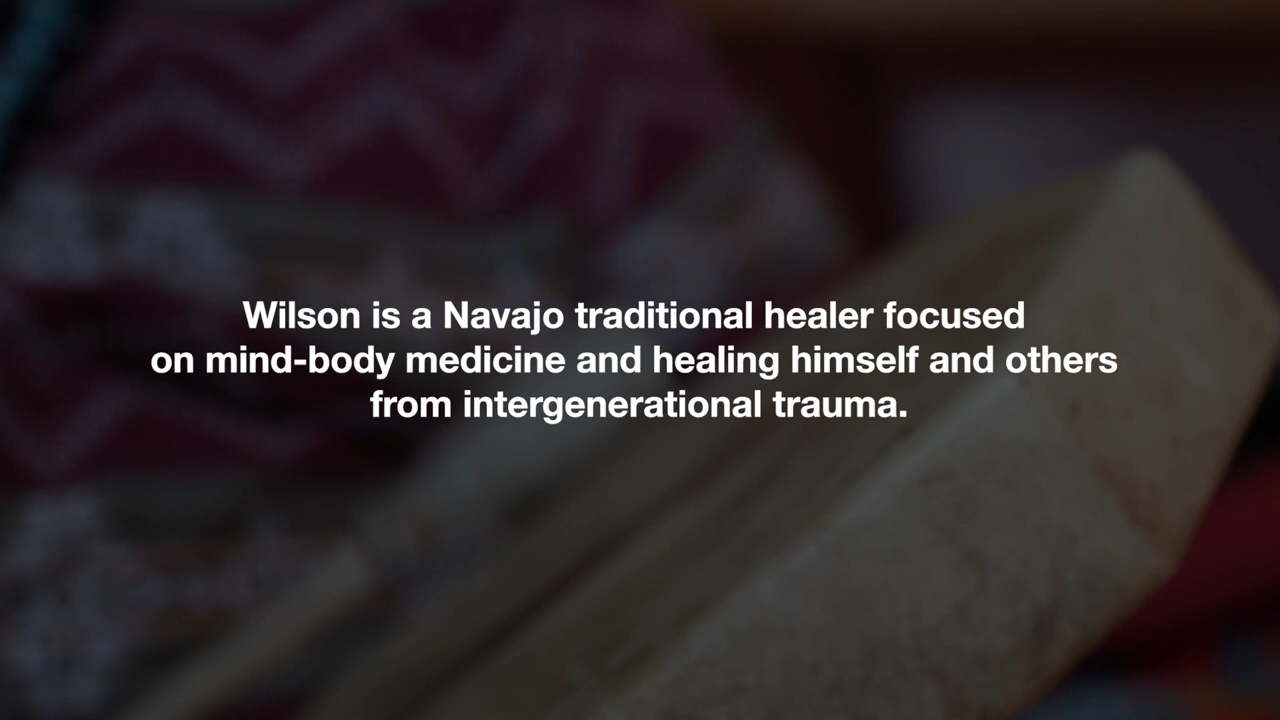 Wilson is a Navajo traditional healer focused
on mind-body medicine and healing himself and others
from intergenerational trauma.